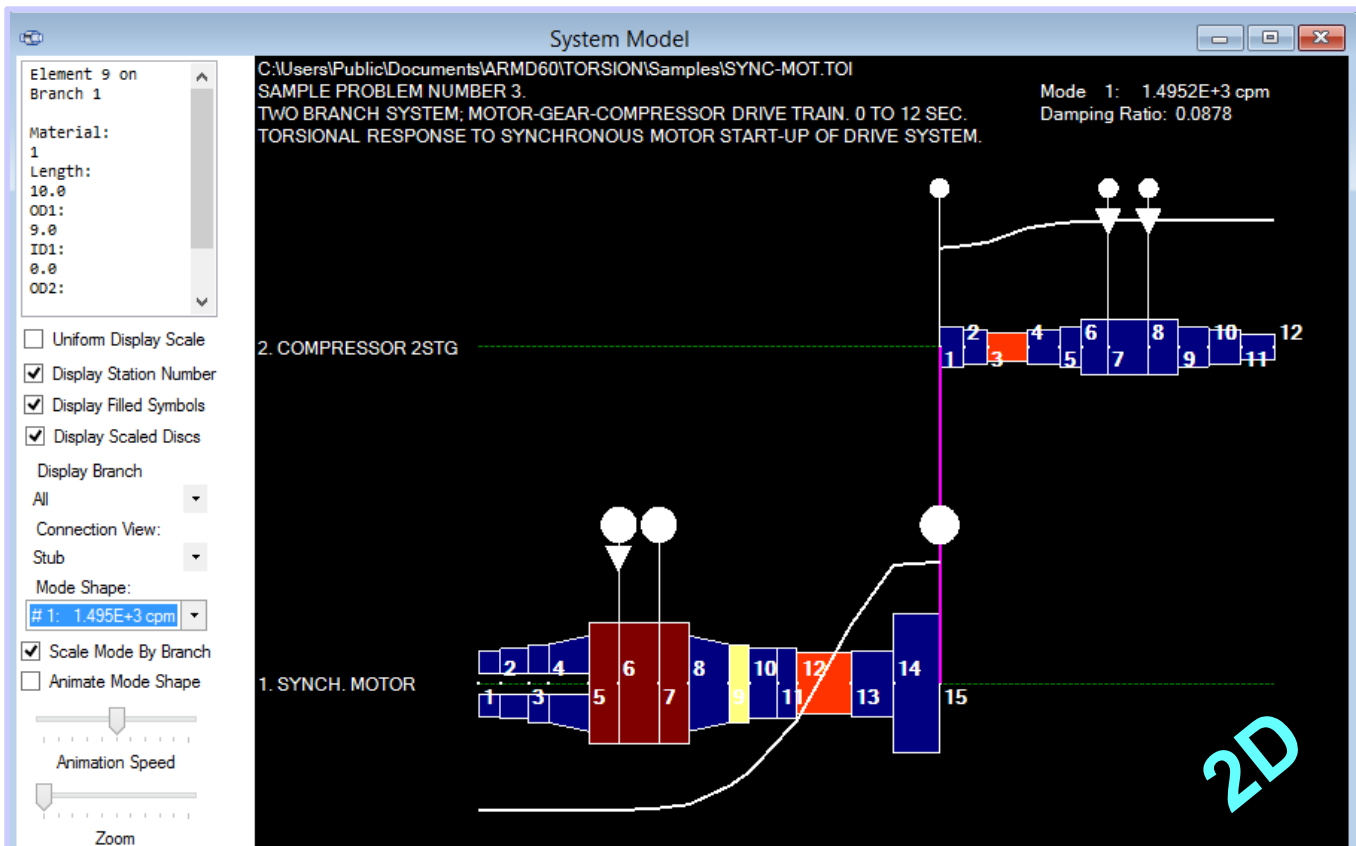 System Model
Element 9 on
Branch 1
Material:
1
Length:
10.0
OD1:
9.0
ID1:
0.0
OD2:
Uniform Display Scale
Display Station Number
Display Filled Symbols
Display Scaled Discs
Display Branch
All
Connection View:
Stub
Mode Shape:
# 1: 1.495E+3 cpm
Scale Mode By Branch
Animate Mode Shape
Animation Speed
Zoom
C:\Users\Public\Documents\ARMD60\TORSION\Samples\SYNC-MOT.TOI
SAMPLE PROBLEM NUMBER 3.
TWO BRANCH SYSTEM; MOTOR-GEAR-COMPRESSOR DRIVE TRAIN. 0 TO 12 SEC.
TORSIONAL RESPONSE TO SYNCHRONOUS MOTOR START-UP OF DRIVE SYSTEM.
Mode 1: 1.4952E+3 cpm
Damping Ratio: 0.0878
2. COMPRESSOR 2STG
2 4 6 8 10 12
1 3 5 7 9 11
1. SYNCH. MOTOR
2 4 6 8 10 12 14
1 3 5 7 9 11 13 15
2D